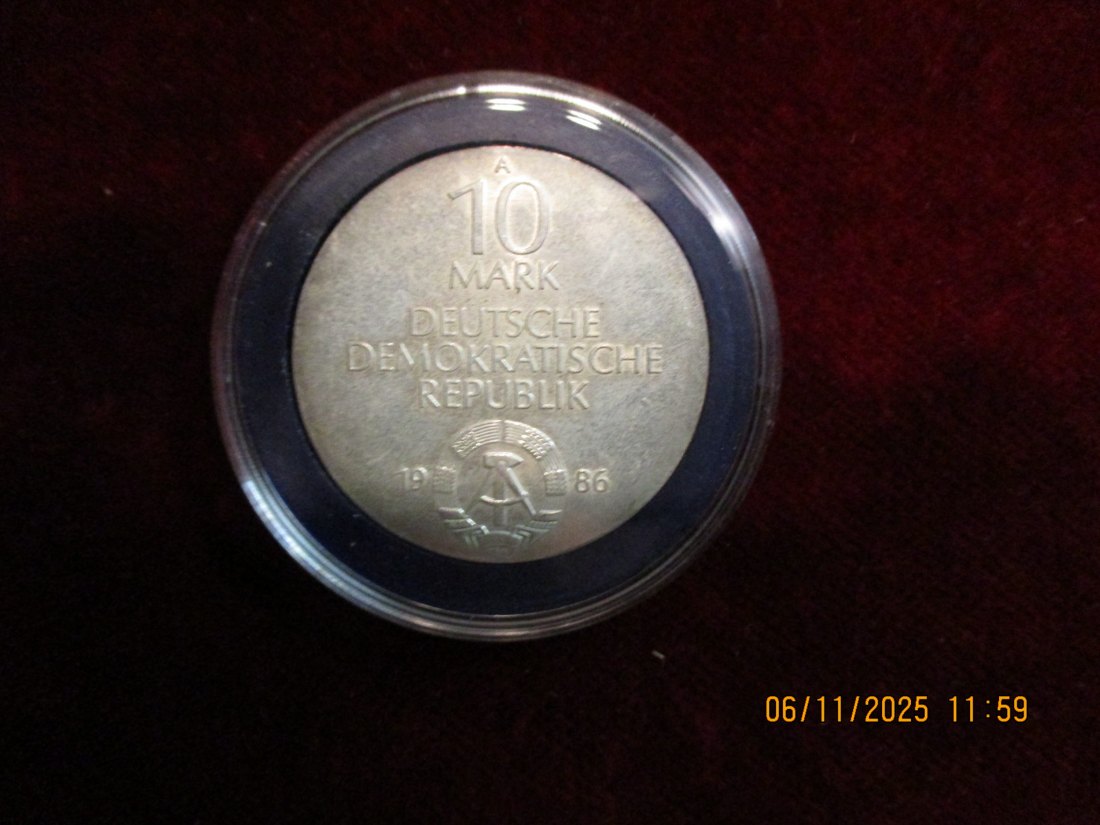 A
10
MARK
DEUTSCHE
DEMOKRATISCHE
REPUBLIK
19 86
06/11/2025 11:59